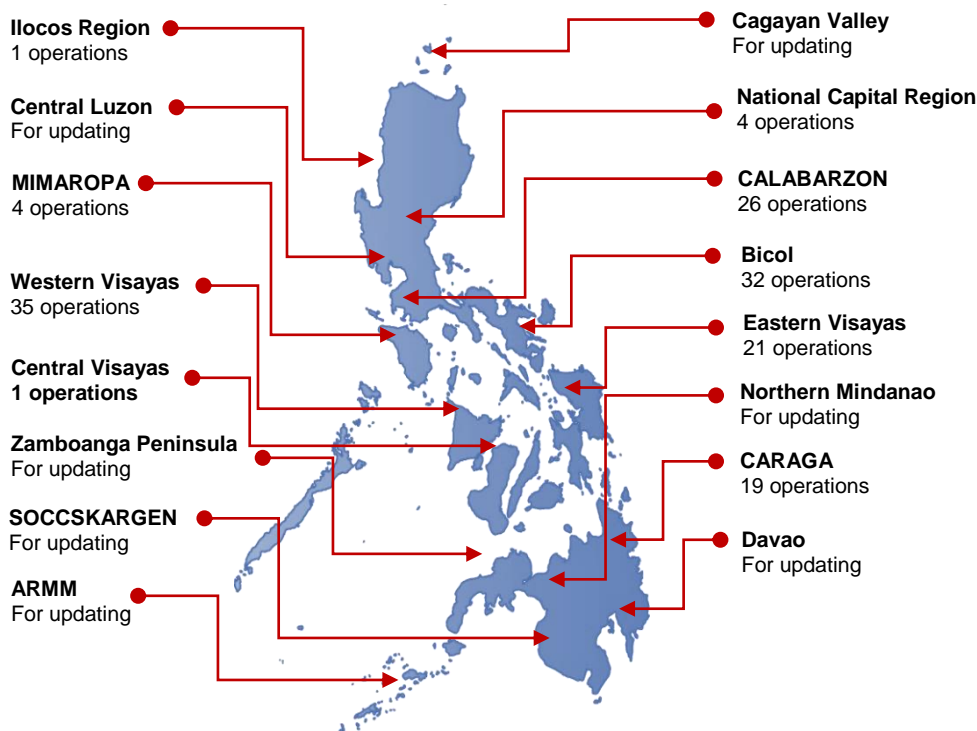 Ilocos Region
1 operations
Central Luzon
For updating
MIMAROPA
4 operations
Western Visayas
35 operations
Central Visayas
1 operations
Zamboanga Peninsula
For updating
SOCCSKARGEN
For updating
ARMM
For updating
Cagayan Valley
For updating
National Capital Region
4 operations
CALABARZON
26 operations
Bicol
32 operations
Eastern Visayas
21 operations
Northern Mindanao
For updating
CARAGA
19 operations
Davao
For updating